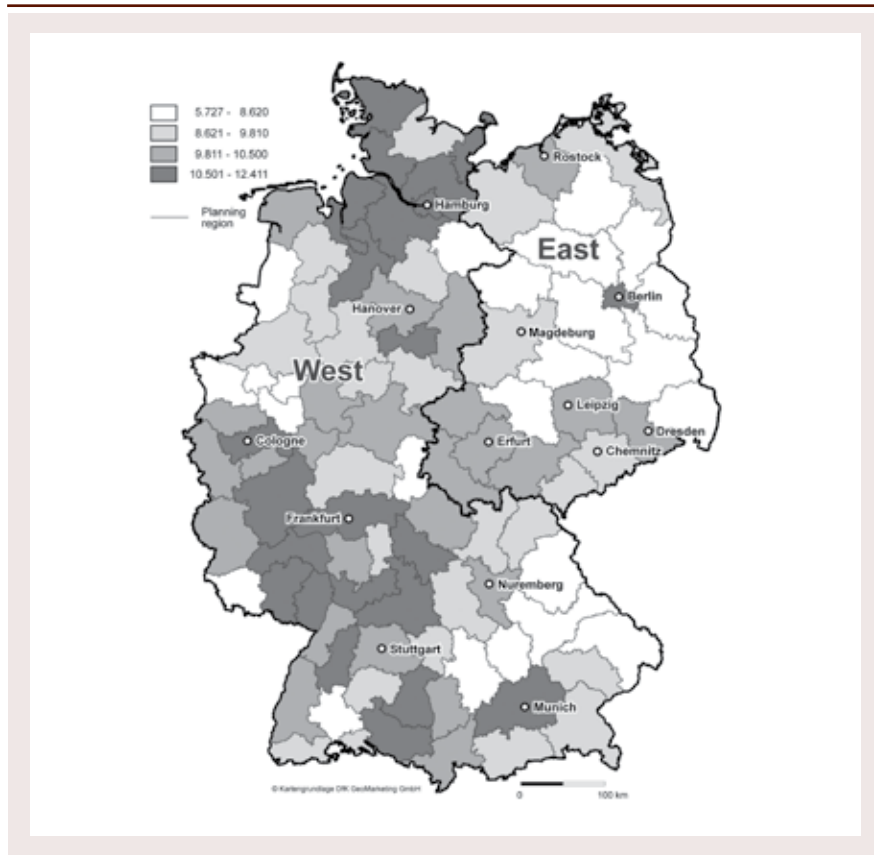 5.727 - 8.620
8.621 - 9.810
9.811 - 10.500
10.501 - 12.411
Planning
region
Rostock
Hamburg
East
Berlin
Hanover
Magdeburg
West
Leipzig
Dresden
Cologne
Erfurt
Chemnitz
Frankfurt
Nuremberg
Stuttgart
Munich
© Kartengrundlage GfK GeoMarketing GmbH
0
100 km